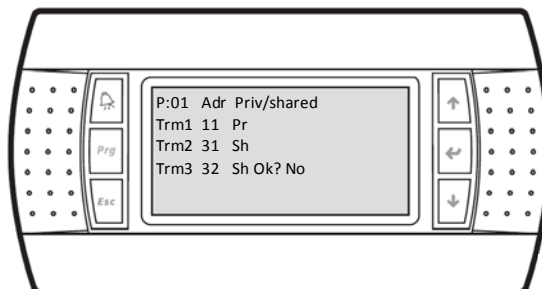 P:01 Adr Priv/shared
Trm1 11 Pr
Trm2 31 Sh
Trm3 32 Sh Ok? No
Prg
Esc